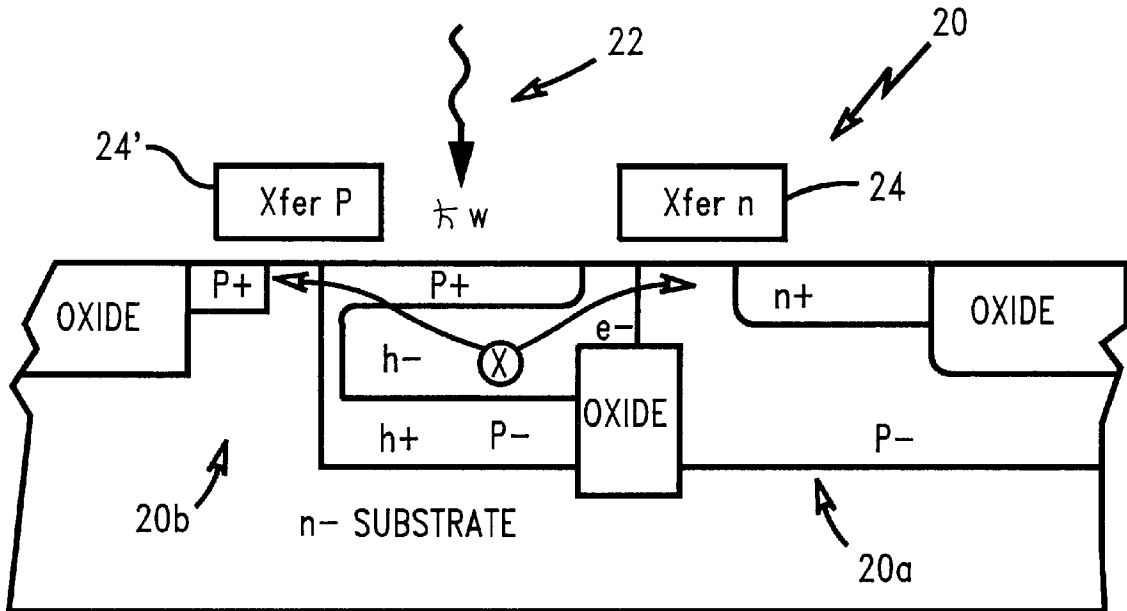 20
22
24'
Xfer P
ħ w
Xfer n
24
OXIDE
P+
P+
n+
OXIDE
e-
h-
X
OXIDE
h+
P-
P-
20b
n- SUBSTRATE
20a